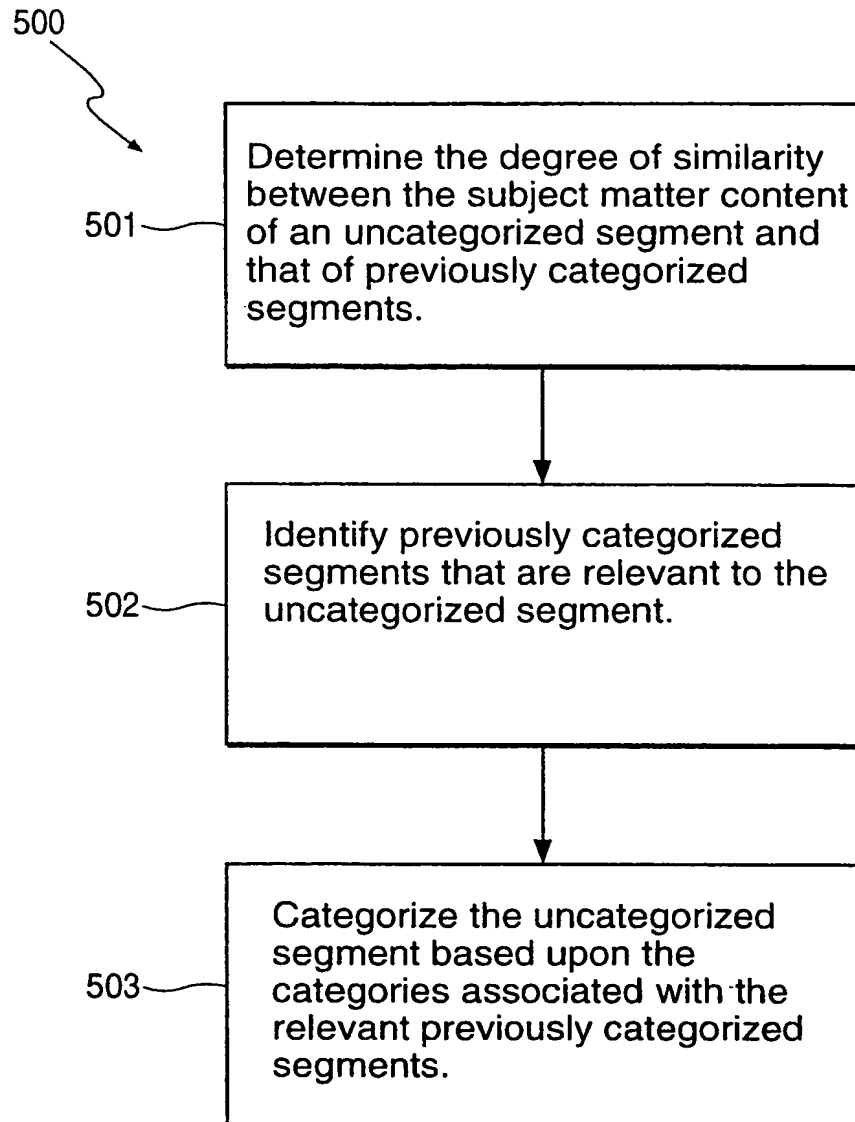 500
501
Determine the degree of similarity
between the subject matter content
of an uncategorized segment and
that of previously categorized
segments.
502
Identify previously categorized
segments that are relevant to the
uncategorized segment.
503
Categorize the uncategorized
segment based upon the
categories associated with the
relevant previously categorized
segments.